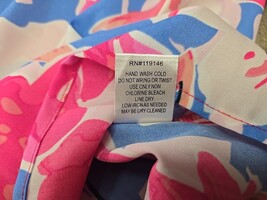 RN#119146
HAND WASH COLD
DO NOT WRING OR TWIST
USE ONLY NON
CHLORINE BLEACH
LINE DRY
LOW IRON AS NEEDED
MAY BE DRY CLEANED